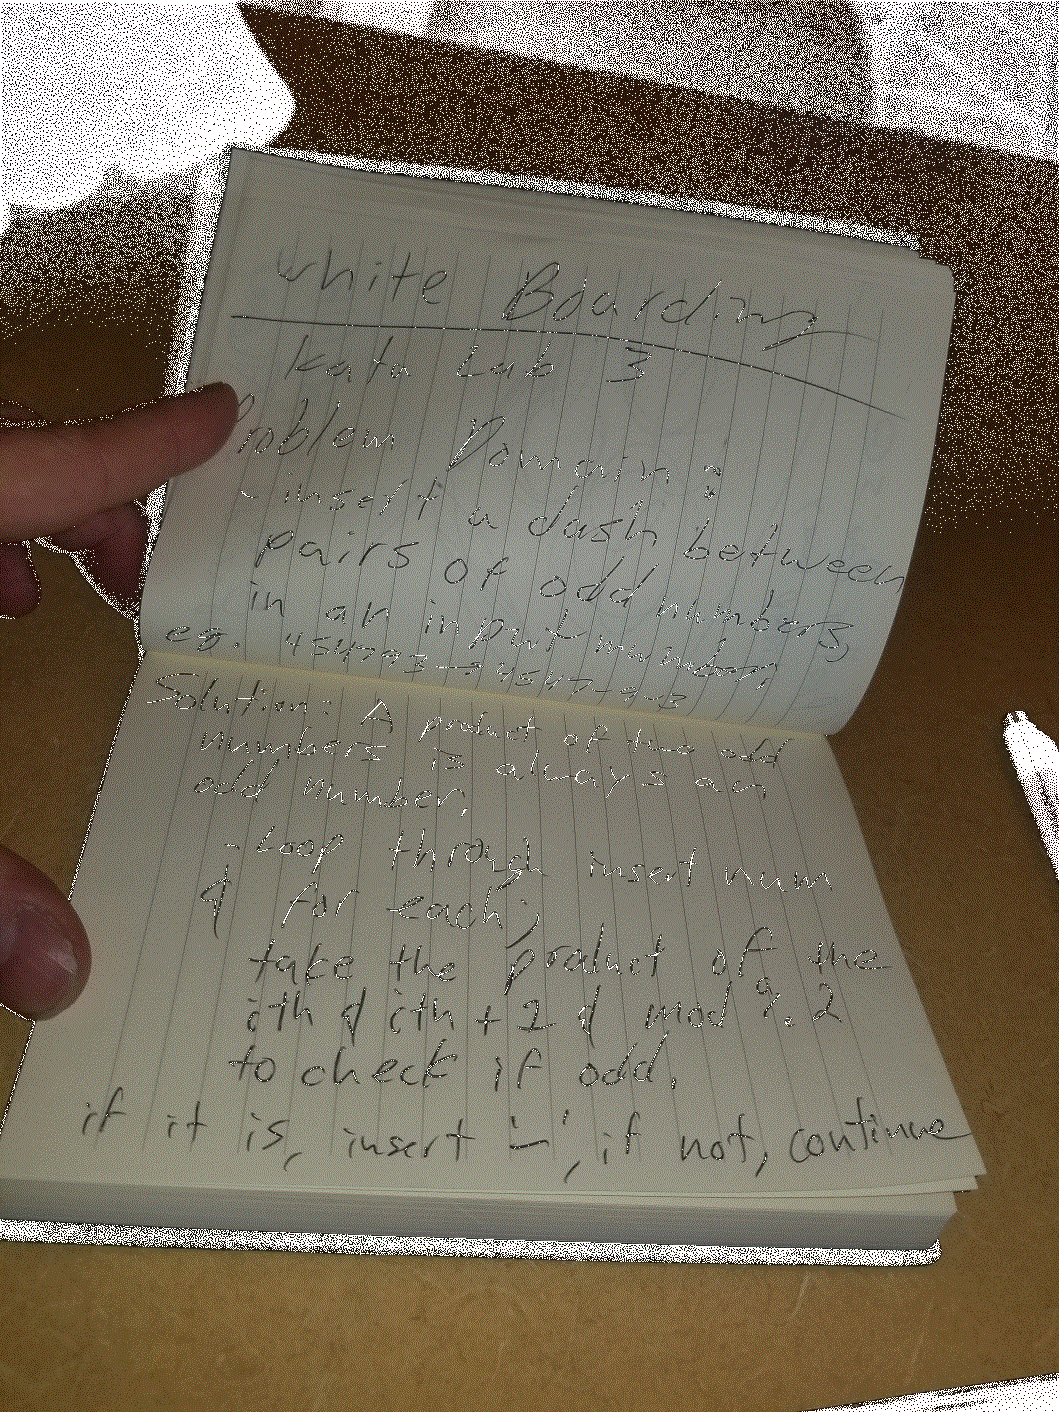 White Boarding
Kata Lab 3
Problem Domain:
- insert a dash between
pairs of odd numbers
in an input number,
eg. 454793 → 4547-9-3
Solution: A product of two odd
numbers is always an
odd number.
- Loop through insert num
& for each;
take the product of the
ith & ith + 2 & mod %. 2
to check if odd.
if it is, insert '-', if not, continue